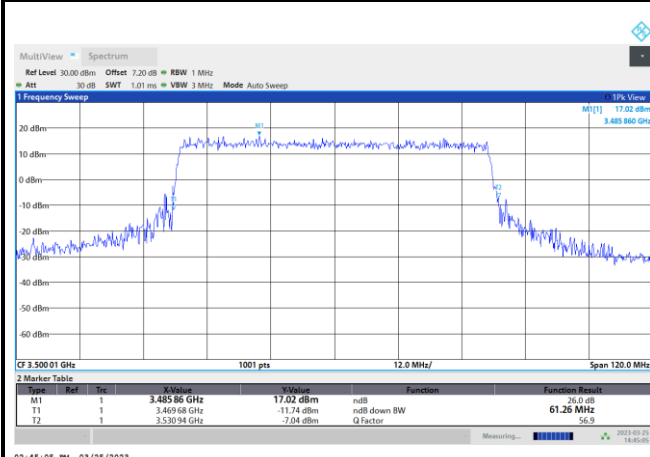 MultiView Spectrum
Ref Level 30.00 dBm Offset 7.20 dB RBW 1 MHz
Att 30 dB SWT 1.01 ms VBW 3 MHz Mode Auto Sweep
1 Frequency Sweep 1Pk View
M1[1] 17.02 dBm
3.485 860 GHz
M1
20 dBm
10 dBm
0 dBm
T2
T1
-10 dBm
-20 dBm
-30 dBm
-40 dBm
-50 dBm
-60 dBm
CF 3.500 01 GHz 1001 pts 12.0 MHz/ Span 120.0 MHz
2 Marker Table
Type Ref Trc X-Value Y-Value Function Function Result
M1 1 3.485 86 GHz 17.02 dBm ndB 26.0 dB
T1 1 3.469 68 GHz -11.74 dBm ndB down BW 61.26 MHz
T2 1 3.530 94 GHz -7.04 dBm Q Factor 56.9
Measuring... 2023-03-25
14:45:05
02:45:05 PM 03/25/2023